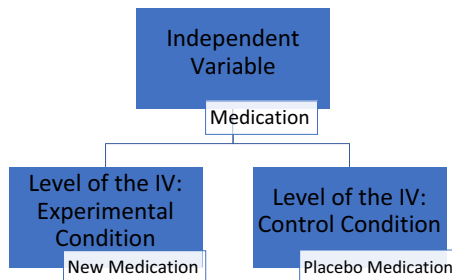 Independent
Variable
Medication
Level of the IV:
Experimental
Condition
New Medication
Level of the IV:
Control Condition
Placebo Medication